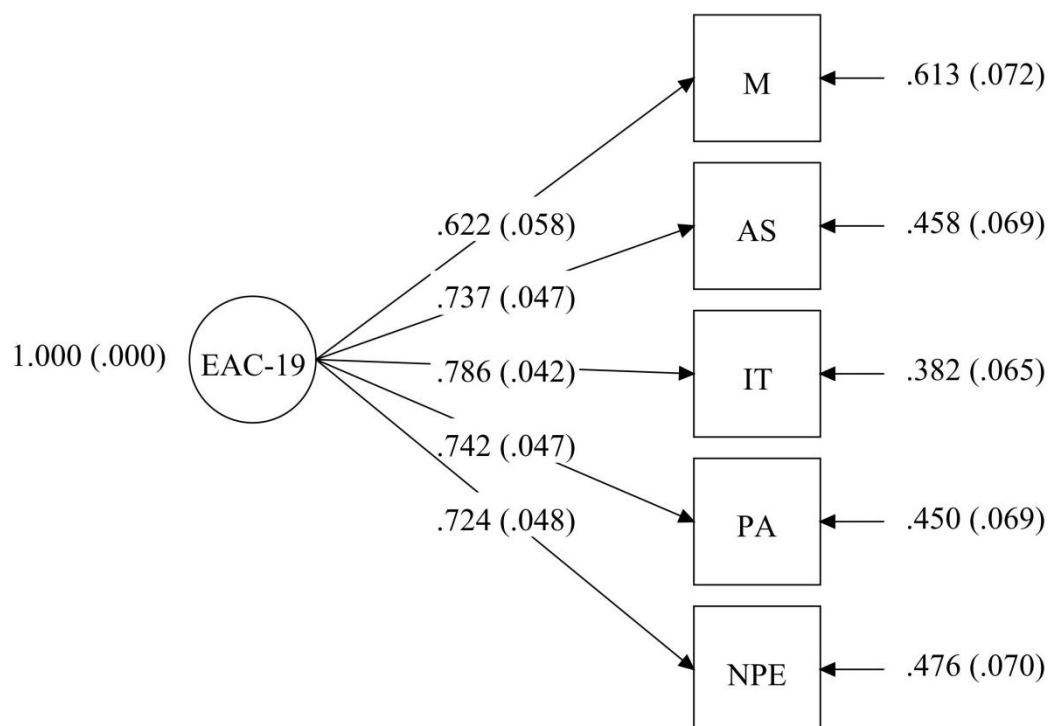 M
.613 (.072)
.622 (.058)
AS
.458 (.069)
.737 (.047)
1.000 (.000)
EAC-19
.786 (.042)
IT
.382 (.065)
.742 (.047)
PA
.450 (.069)
.724 (.048)
NPE
.476 (.070)